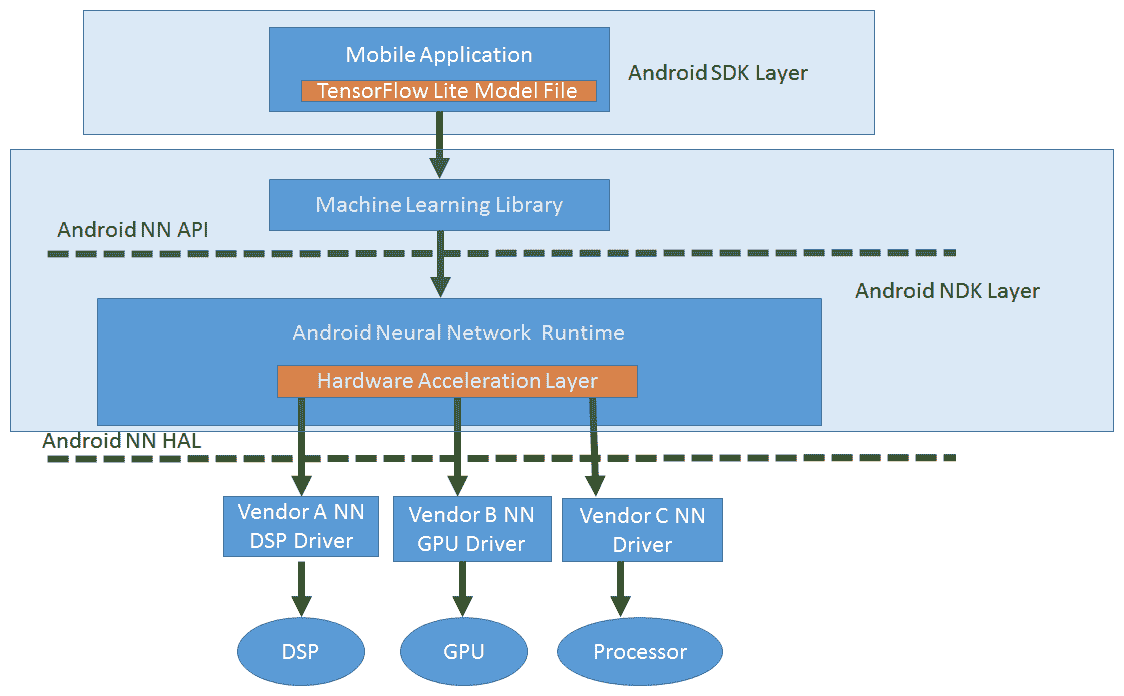 Mobile Application
TensorFlow Lite Model File
Android SDK Layer
Machine Learning Library
Android NN API
Android NDK Layer
Android Neural Network Runtime
Hardware Acceleration Layer
Android NN HAL
Vendor A NN
DSP Driver
Vendor B NN
GPU Driver
Vendor C NN
Driver
DSP
GPU
Processor